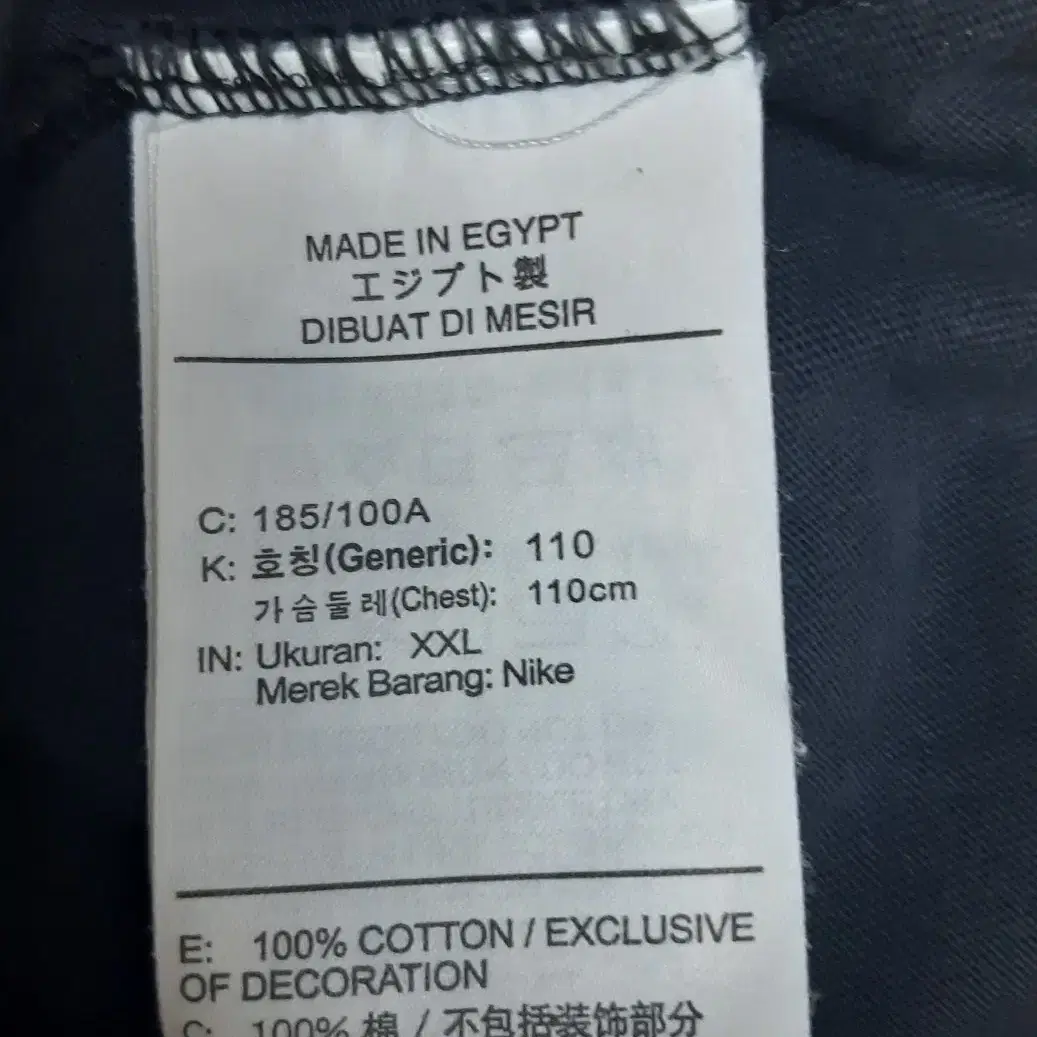 MADE IN EGYPT
エジプト製
DIBUAT DI MESIR
C: 185/100A
K: 호칭(Generic): 110
가슴둘레(Chest): 110cm
IN: Ukuran: XXL
Merek Barang: Nike
E: 100% COTTON / EXCLUSIVE
OF DECORATION
C: 100% 棉 / 不包括装饰部分